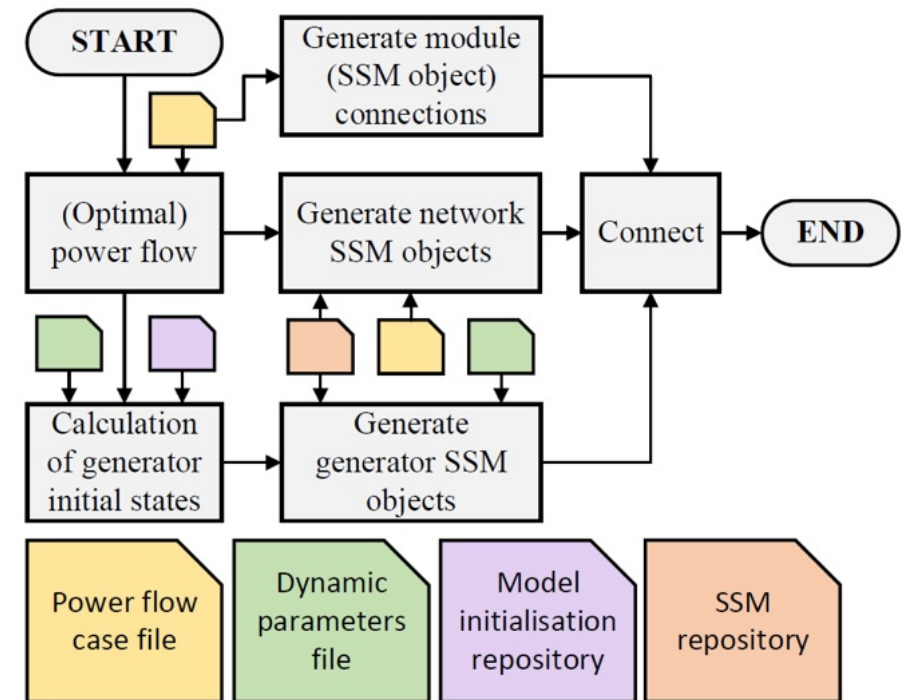 START
Generate module
(SSM object)
connections
(Optimal)
power flow
Generate network
SSM objects
Connect
END
Calculation
of generator
initial states
Generate
generator SSM
objects
Power flow
case file
Dynamic
parameters
file
Model
initialisation
repository
SSM
repository